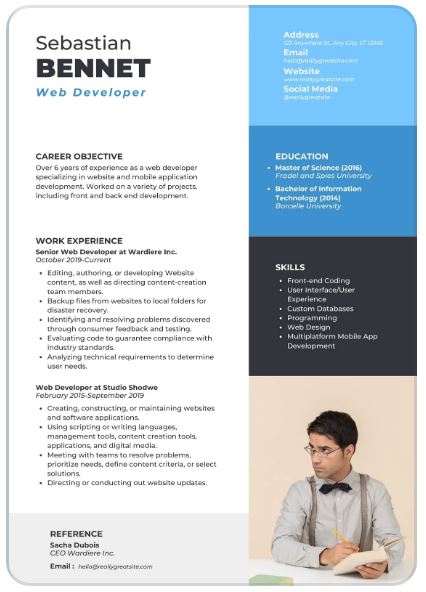 Sebastian
BENNET
Web Developer
CAREER OBJECTIVE
Over 6 years of experience as a web developer
specializing in website and mobile application
development. Worked on a variety of projects,
including front and back end development.
WORK EXPERIENCE
Senior Web Developer at Wardiere Inc.
October 2019-Current
• Editing, authoring, or developing Website
content, as well as directing content-creation
team members.
• Backup files from websites to local folders for
disaster recovery.
• Identifying and resolving problems discovered
through consumer feedback and testing.
• Evaluating code to guarantee compliance with
industry standards.
• Analyzing technical requirements to determine
user needs.
Web Developer at Studio Shodwe
February 2015-September 2019
• Creating, constructing, or maintaining websites
and software applications.
• Using scripting or writing languages,
management tools, content creation tools,
applications, and digital media.
• Meeting with teams to resolve problems,
prioritize needs, define content criteria, or select
solutions.
• Directing or conducting out website updates.
REFERENCE
Sacha Dubois
CEO Wardiere Inc.
Email : hello@reallygreatsite.com
Address
123 Anywhere St., Any City, ST 12345
Email
hello@reallygreatsite.com
Website
www.reallygreatsite.com
Social Media
@reallygreatsite
EDUCATION
• Master of Science (2016)
Fradel and Spies University
• Bachelor of Information
Technology (2014)
Borcelle University
SKILLS
• Front-end Coding
• User Interface/User
Experience
• Custom Databases
• Programming
• Web Design
• Multiplatform Mobile App
Development